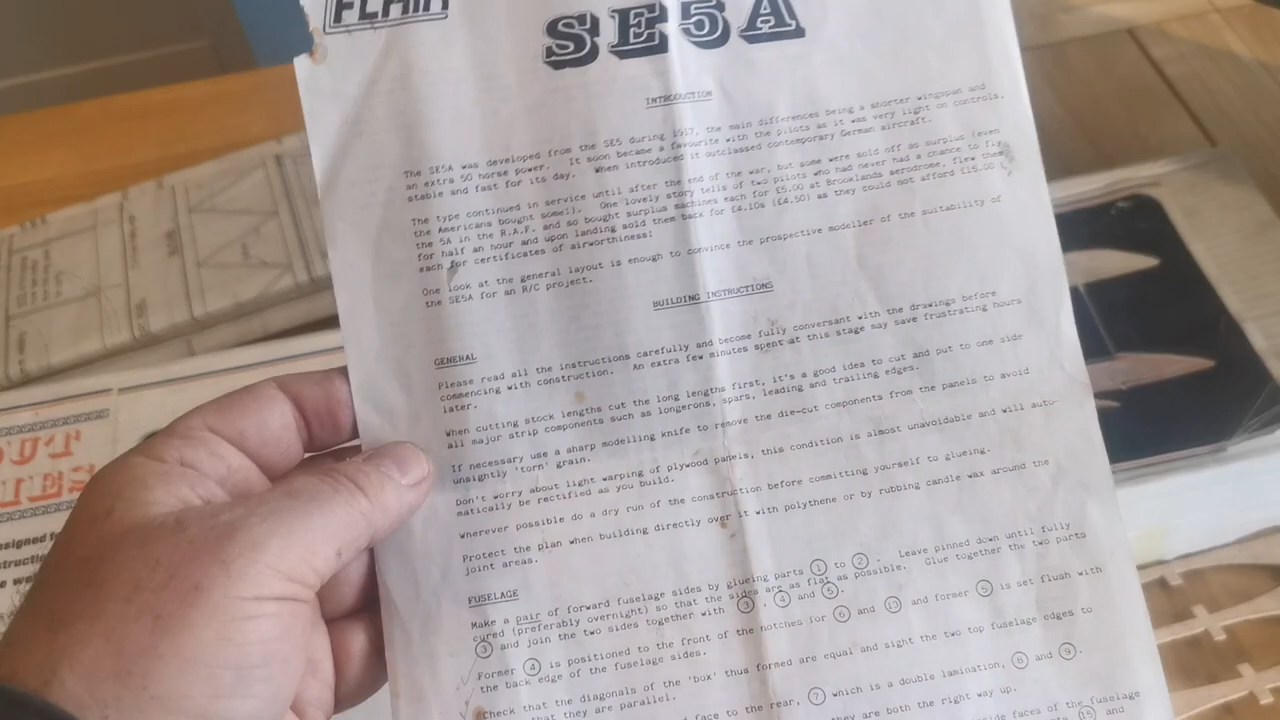 FLAIR
SE5A
INTRODUCTION
The SE5A was developed from the SE5 during 1917, the main differences being a shorter wingspan and
an extra 50 horse power. It soon became a favourite with the pilots as it was very light on controls,
stable and fast for its day. When introduced it outclassed contemporary German aircraft.
The type continued in service until after the end of the war, but some were sold off as surplus (even
the Americans bought some!). One lovely story tells of two pilots who had never had a chance to fly
the 5A in the R.A.F. and so bought surplus machines each for £5.00 at Brooklands aerodrome, flew them
for half an hour and upon landing sold them back for £4.10s (£4.50) as they could not afford £15.00
each for certificates of airworthiness!
One look at the general layout is enough to convince the prospective modeller of the suitability of
the SE5A for an R/C project.
BUILDING INSTRUCTIONS
GENERAL
Please read all the instructions carefully and become fully conversant with the drawings before
commencing with construction. An extra few minutes spent at this stage may save frustrating hours
later.
When cutting stock lengths cut the long lengths first, it's a good idea to cut and put to one side
all major strip components such as longerons, spars, leading and trailing edges.
If necessary use a sharp modelling knife to remove the die-cut components from the panels to avoid
unsightly 'torn' grain.
Don't worry about light warping of plywood panels, this condition is almost unavoidable and will auto-
matically be rectified as you build.
Wherever possible do a dry run of the construction before committing yourself to glueing.
Protect the plan when building directly over it with polythene or by rubbing candle wax around the
joint areas.
FUSELAGE
Make a pair of forward fuselage sides by glueing parts 1 to 2. Leave pinned down until fully
cured (preferably overnight) so that the sides are as flat as possible. Glue together the two parts
3 and join the two sides together with 3, 4 and 5.
Former 4 is positioned to the front of the notches for 6 and 13 and former 5 is set flush with
the back edge of the fuselage sides.
Check that the diagonals of the 'box' thus formed are equal and sight the two top fuselage edges to
that they are parallel.
face to the rear, 7 which is a double lamination, 8 and 9.
they are both the right way up.
side faces of the fuselage
15 and